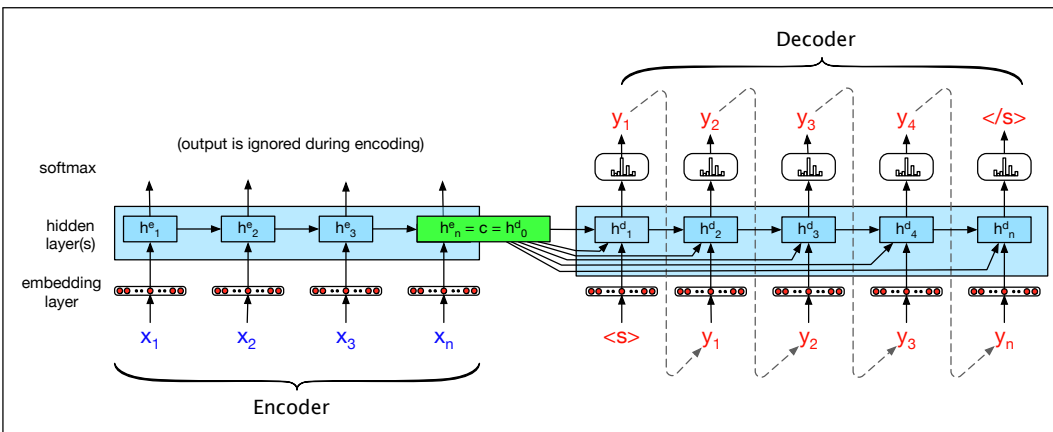 Decoder
y1 y2 y3 y4 </s>
(output is ignored during encoding)
softmax
hidden layer(s)
he1 he2 he3 hen = c = hd0 hd1 hd2 hd3 hd4 hdn
embedding layer
x1 x2 x3 xn <s> y1 y2 y3 yn
Encoder